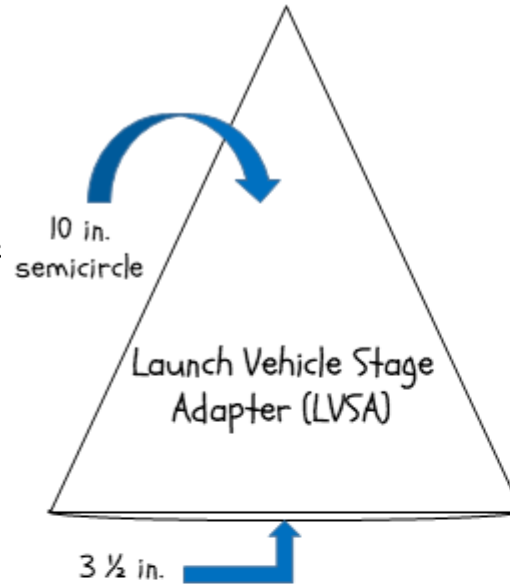 10 in.
semicircle
Launch Vehicle Stage
Adapter (LVSA)
3 ½ in.